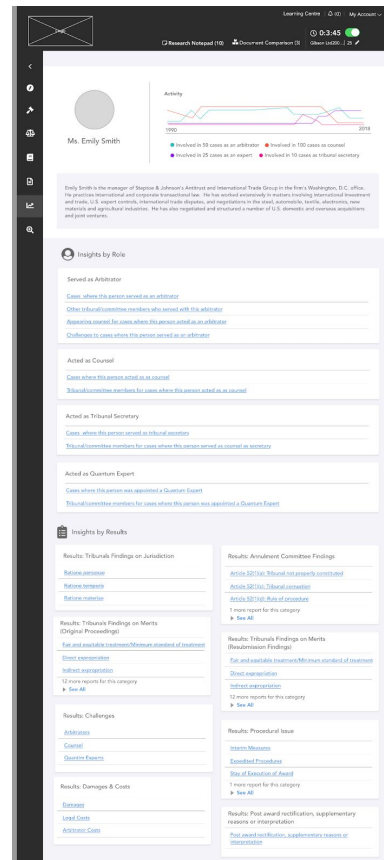 Learning Centre (0) My Account
Logo
0:3:45
Research Notepad (10) Document Comparison (3) Gibson Ltd230... | 25
Activity
1990 2018
Ms. Emily Smith
Involved in 50 cases as an arbitrator Involved in 100 cases as counsel
Involved in 25 cases as an expert Involved in 10 cases as tribunal secretary
Emily Smith is the manager of Steptoe & Johnson's Antitrust and International Trade Group in the firm's Washington, D.C. office.
He practices international and corporate transactional law. He has worked extensively in matters involving international investment
and trade, U.S. export controls, international trade disputes, and negotiations in the steel, automobile, textile, electronics, new
materials and agricultural industries. He has also negotiated and structured a number of U.S. domestic and overseas acquisitions
and joint ventures.
Insights by Role
Served as Arbitrator
Cases where this person served as an arbitrator
Other tribunal/committee members who served with this arbitrator
Appearing counsel for cases where this person acted as an arbitrator
Challenges to cases where this person served as an arbitrator
Acted as Counsel
Cases where this person acted as as counsel
Tribunal/committee members for cases where this person acted as as counsel
Acted as Tribunal Secretary
Cases where this person served as tribunal secretary
Tribunal/committee members for cases where this person served as counsel as secretary
Acted as Quantum Expert
Cases where this person was appointed a Quantum Expert
Tribunal/committee members for cases where this person was appointed a Quantum Expert
Insights by Results
Results: Tribunals Findings on Jurisdiction
Ratione personae
Ratione temporis
Ratione materiae
Results: Tribunals Findings on Merits
(Original Proceedings)
Fair and equitable treatment/Minimum standard of treatment
Direct expropriation
Indirect expropriation
12 more reports for this category
See All
Results: Challenges
Arbitrators
Counsel
Quantum Experts
Results: Damages & Costs
Damages
Legal Costs
Arbitrator Costs
Results: Annulment Committee Findings
Article 52(1)(a): Tribunal not properly constituted
Article 52(1)(c): Tribunal corruption
Article 52(1)(d): Rule of procedure
1 more report for this category
See All
Results: Tribunals Findings on Merits
(Resubmission Findings)
Fair and equitable treatment/Minimum standard of treatment
Direct expropriation
Indirect expropriation
12 more reports for this category
See All
Results: Procedural Issue
Interim Measures
Expedited Procedures
Stay of Execution of Award
1 more report for this category
See All
Results: Post award rectification, supplementary
reasons or interpretation
Post award rectification, supplementary reasons or
interpretation